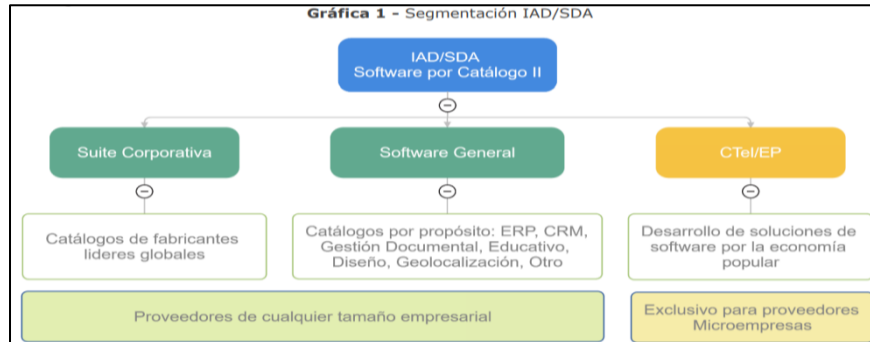 Gráfica 1 - Segmentación IAD/SDA
IAD/SDA
Software por Catálogo II
Suite Corporativa
Software General
CTeI/EP
Catálogos de fabricantes
lideres globales
Catálogos por propósito: ERP, CRM,
Gestión Documental, Educativo,
Diseño, Geolocalización, Otro
Desarrollo de soluciones de
software por la economía
popular
Proveedores de cualquier tamaño empresarial
Exclusivo para proveedores
Microempresas